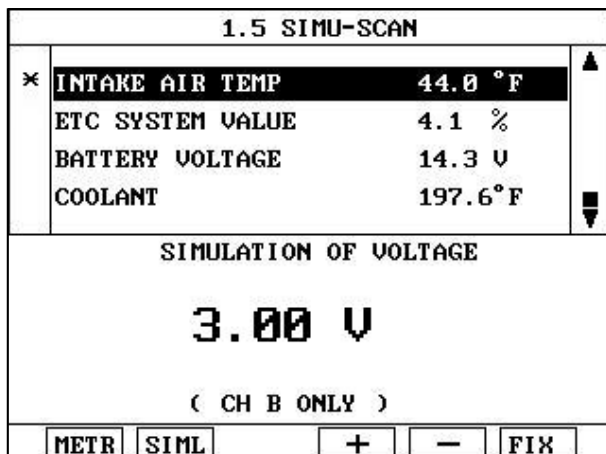 1.5 SIMU-SCAN
* INTAKE AIR TEMP 44.0 °F
ETC SYSTEM VALUE 4.1 %
BATTERY VOLTAGE 14.3 V
COOLANT 197.6°F
SIMULATION OF VOLTAGE
3.00 V
( CH B ONLY )
METR SIML + − FIX